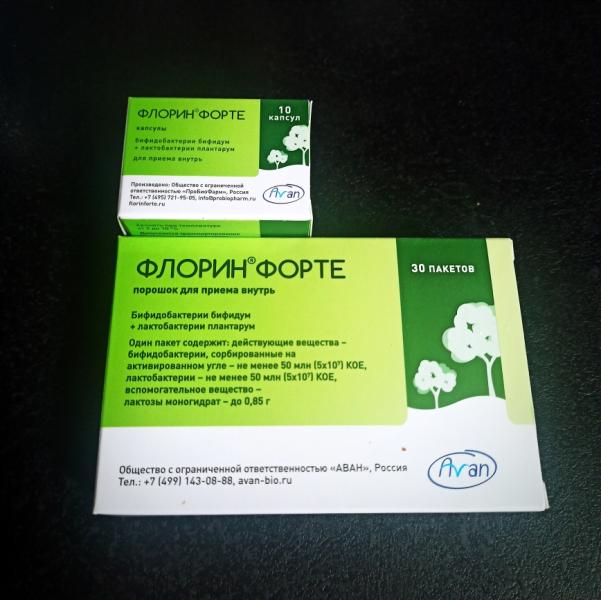 ФЛОРИН®ФОРТЕ
10
капсул
капсулы
бифидобактерии бифидум
+ лактобактерии плантарум
для приема внутрь
Произведено: Общество с ограниченной
ответственностью «ПроБиоФарм», Россия
Тел.: +7 (495) 721-95-05, info@probiopharm.ru
florinforte.ru
Avan
Хранить при температуре
ФЛОРИН®ФОРТЕ
30 ПАКЕТОВ
порошок для приема внутрь
Бифидобактерии бифидум
+ лактобактерии плантарум
Один пакет содержит: действующие вещества –
бифидобактерии, сорбированные на
активированном угле – не менее 50 млн (5х10⁷) КОЕ,
лактобактерии – не менее 50 млн (5х10⁷) КОЕ,
вспомогательное вещество –
лактозы моногидрат – до 0,85 г
Общество с ограниченной ответственностью «АВАН», Россия
Тел.: +7 (499) 143-08-88, avan-bio.ru
Avan